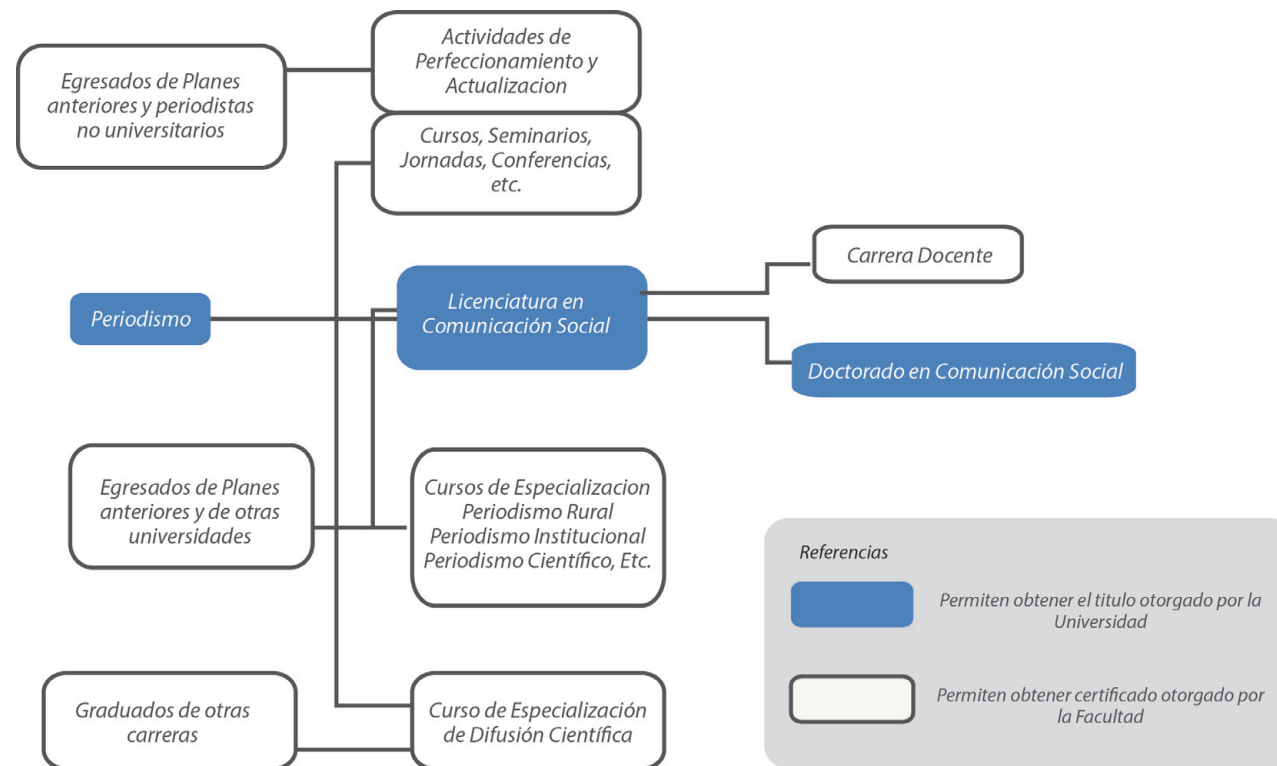 Egresados de Planes
anteriores y periodistas
no universitarios
Actividades de
Perfeccionamiento y
Actualizacion
Cursos, Seminarios,
Jornadas, Conferencias,
etc.
Periodismo
Licenciatura en
Comunicación Social
Carrera Docente
Doctorado en Comunicación Social
Egresados de Planes
anteriores y de otras
universidades
Cursos de Especializacion
Periodismo Rural
Periodismo Institucional
Periodismo Científico, Etc.
Graduados de otras
carreras
Curso de Especialización
de Difusión Científica
Referencias
Permiten obtener el titulo otorgado por la
Universidad
Permiten obtener certificado otorgado por
la Facultad